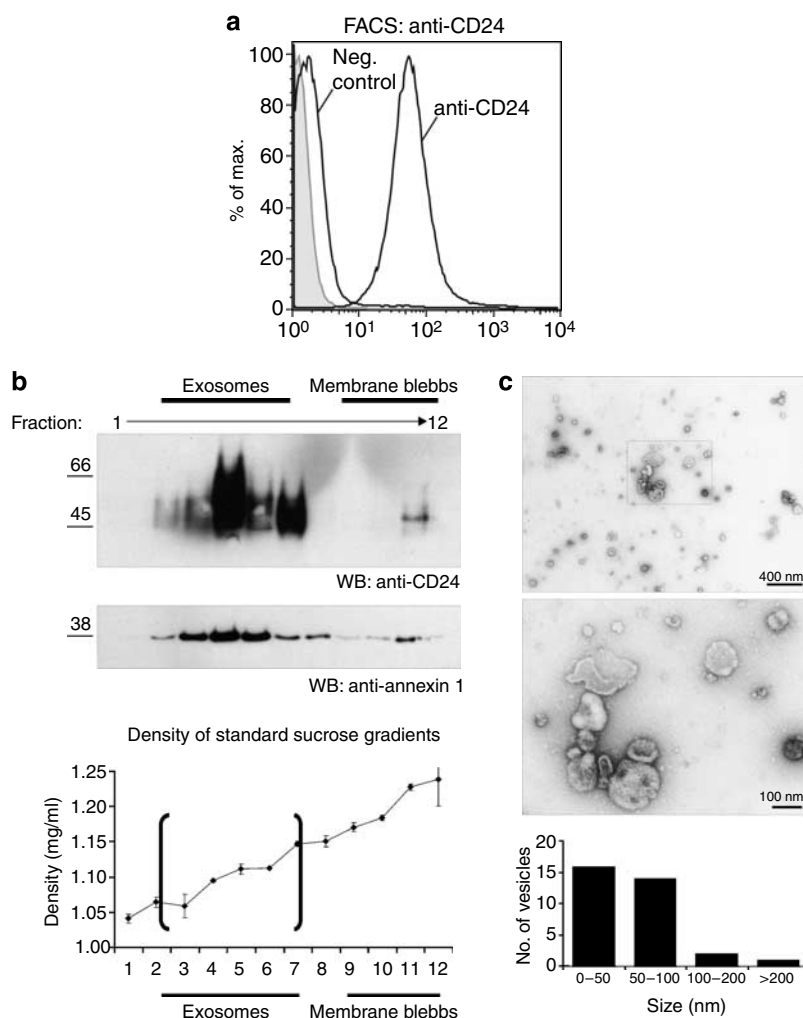 a
FACS: anti-CD24
100
80
60
40
20
0
% of max.
Neg.
control
anti-CD24
10⁰ 10¹ 10² 10³ 10⁴
b
Exosomes Membrane blebbs
Fraction: 1 12
66
45
WB: anti-CD24
38
WB: anti-annexin 1
Density of standard sucrose gradients
1.25
1.20
1.15
1.10
1.05
1.00
Density (mg/ml)
1 2 3 4 5 6 7 8 9 10 11 12
Exosomes Membrane blebbs
c
400 nm
100 nm
20
15
10
5
0
No. of vesicles
0–50 50–100 100–200 >200
Size (nm)